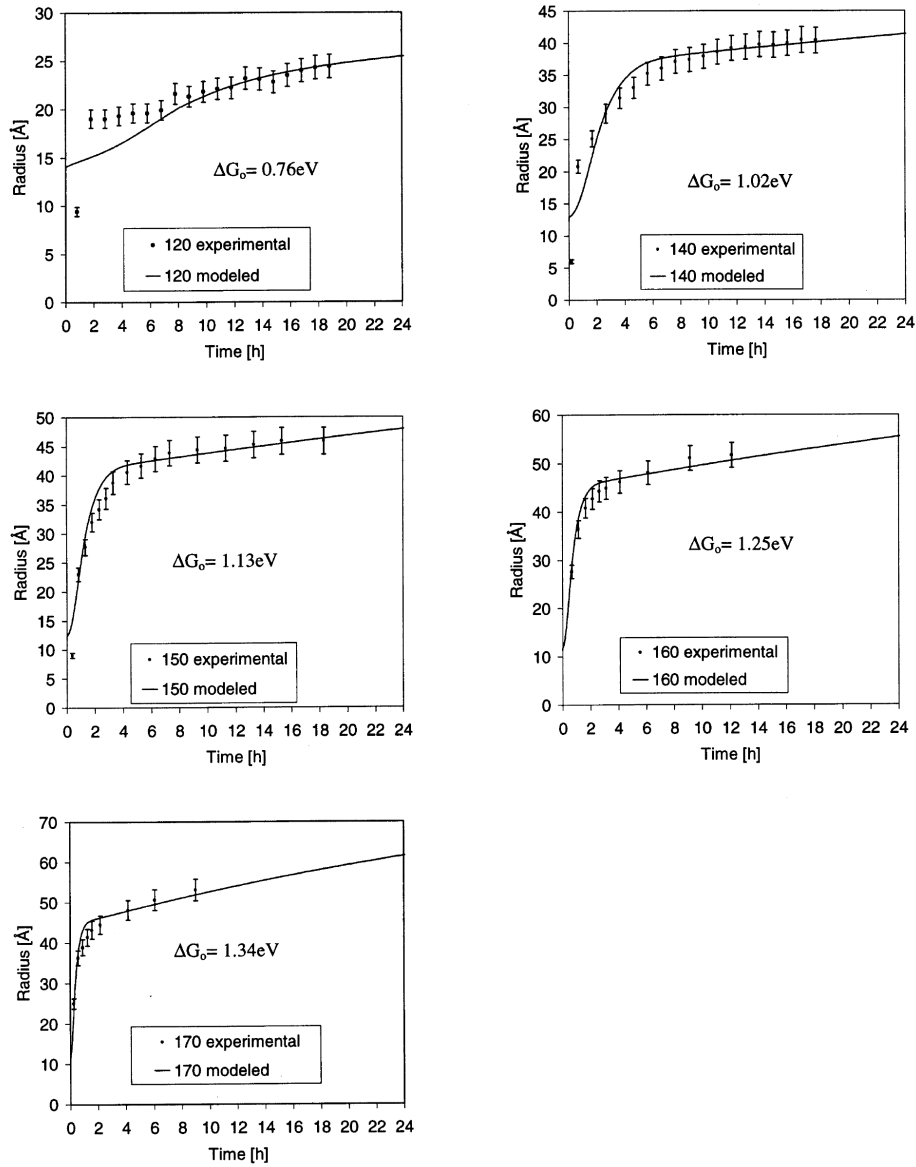 30
25
20
15
10
5
0
Radius [Å]
ΔGₒ= 0.76eV
120 experimental
120 modeled
0 2 4 6 8 10 12 14 16 18 20 22 24
Time [h]
45
40
35
30
25
20
15
10
5
0
Radius [Å]
ΔGₒ= 1.02eV
140 experimental
140 modeled
0 2 4 6 8 10 12 14 16 18 20 22 24
Time [h]
50
45
40
35
30
25
20
15
10
5
0
Radius [Å]
ΔGₒ= 1.13eV
150 experimental
150 modeled
0 2 4 6 8 10 12 14 16 18 20 22 24
Time [h]
60
50
40
30
20
10
0
Radius [Å]
ΔGₒ= 1.25eV
160 experimental
160 modeled
0 2 4 6 8 10 12 14 16 18 20 22 24
Time [h]
70
60
50
40
30
20
10
0
Radius [Å]
ΔGₒ= 1.34eV
170 experimental
170 modeled
0 2 4 6 8 10 12 14 16 18 20 22 24
Time [h]